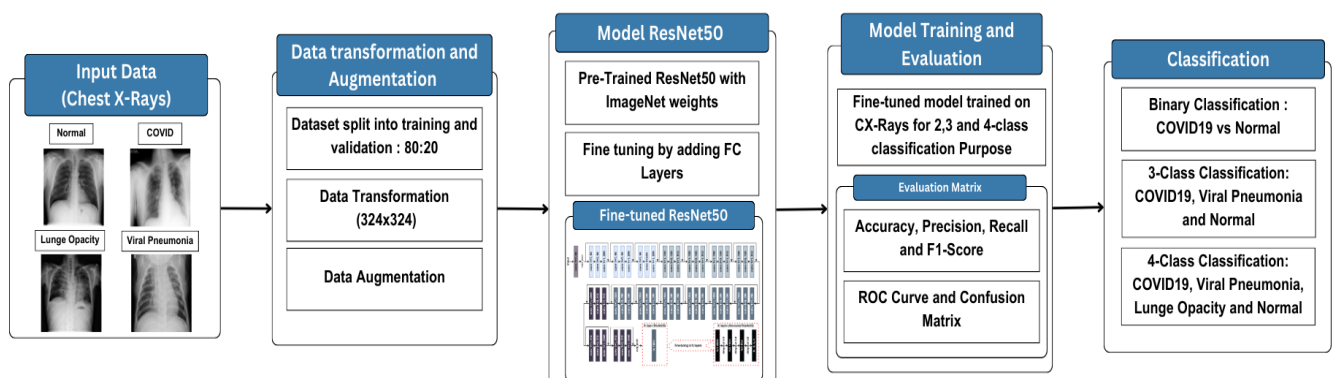 Input Data
(Chest X-Rays)
Normal
COVID
Lunge Opacity
Viral Pneumonia
Data transformation and
Augmentation
Dataset split into training and
validation : 80:20
Data Transformation
(324x324)
Data Augmentation
Model ResNet50
Pre-Trained ResNet50 with
ImageNet weights
Fine tuning by adding FC
Layers
Fine-tuned ResNet50
Model Training and
Evaluation
Fine-tuned model trained on
CX-Rays for 2,3 and 4-class
classification Purpose
Evaluation Matrix
Accuracy, Precision, Recall
and F1-Score
ROC Curve and Confusion
Matrix
Classification
Binary Classification :
COVID19 vs Normal
3-Class Classification:
COVID19, Viral Pneumonia
and Normal
4-Class Classification:
COVID19, Viral Pneumonia,
Lunge Opacity and Normal